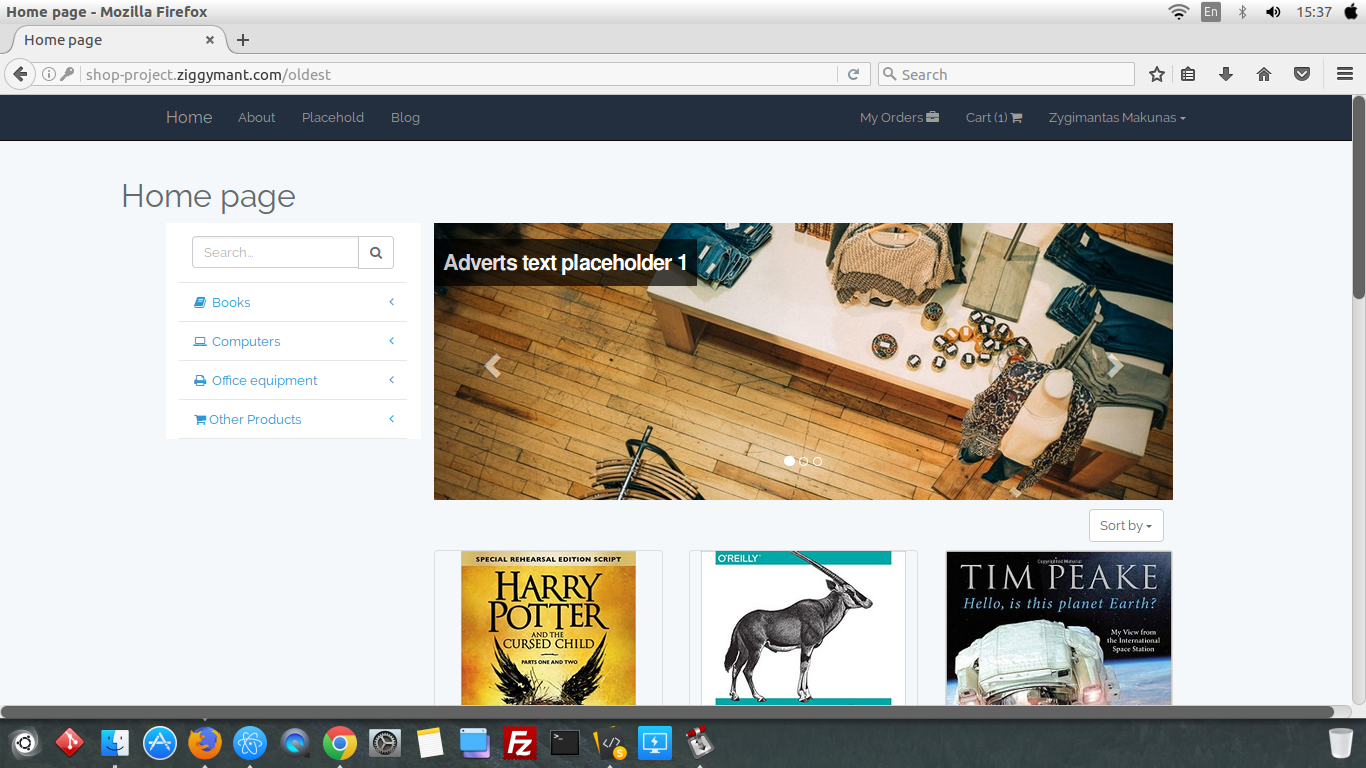 Home page - Mozilla Firefox
En
15:37
Home page
shop-project.ziggymant.com/oldest
Search
Home
About
Placehold
Blog
My Orders
Cart (1)
Zygimantas Makunas
Home page
Search...
Books
Computers
Office equipment
Other Products
Adverts text placeholder 1
Sort by
SPECIAL REHEARSAL EDITION SCRIPT
HARRY
POTTER
AND THE
CURSED CHILD
PARTS ONE AND TWO
O'REILLY
Copyrighted Material
TIM PEAKE
Hello, is this planet Earth?
My View from
the International
Space Station
Fz
>_
</>
S